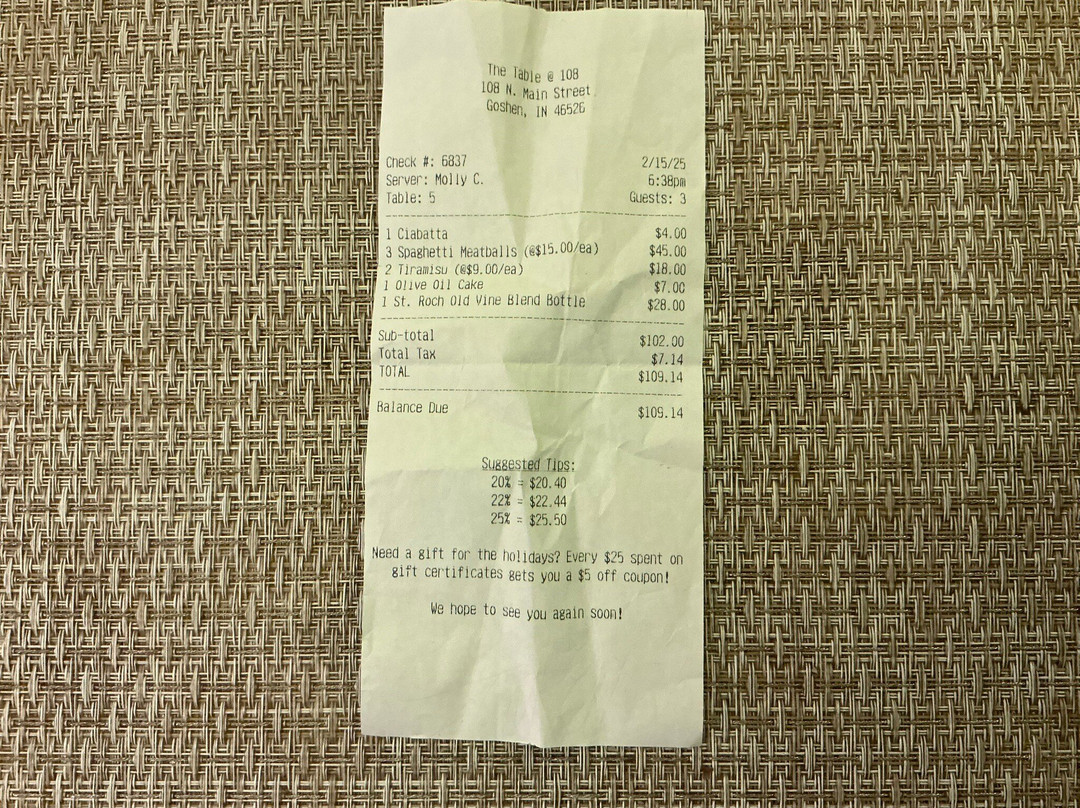 The Table @ 108
108 N. Main Street
Goshen, IN 46526
Check #: 6837 2/15/25
Server: Molly C. 6:38pm
Table: 5 Guests: 3
1 Ciabatta $4.00
3 Spaghetti Meatballs (@$15.00/ea) $45.00
2 Tiramisu (@$9.00/ea) $18.00
1 Olive Oil Cake $7.00
1 St. Roch Old Vine Blend Bottle $28.00
Sub-total $102.00
Total Tax $7.14
TOTAL $109.14
Balance Due $109.14
Suggested Tips:
20% = $20.40
22% = $22.44
25% = $25.50
Need a gift for the holidays? Every $25 spent on
gift certificates gets you a $5 off coupon!
We hope to see you again soon!